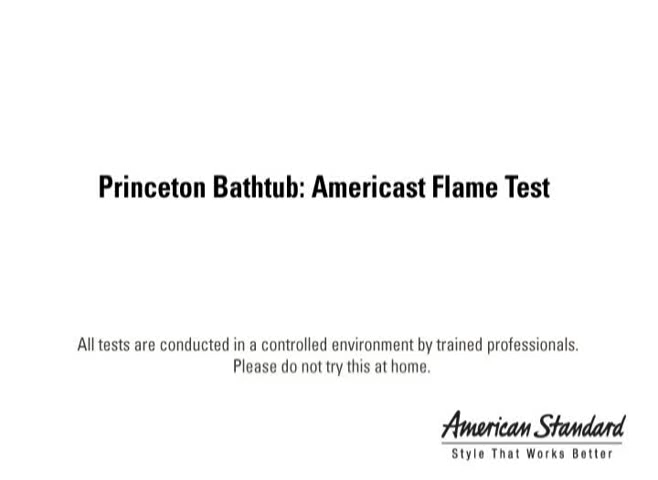 Princeton Bathtub: Americast Flame Test
All tests are conducted in a controlled environment by trained professionals.
Please do not try this at home.
American Standard
Style That Works Better